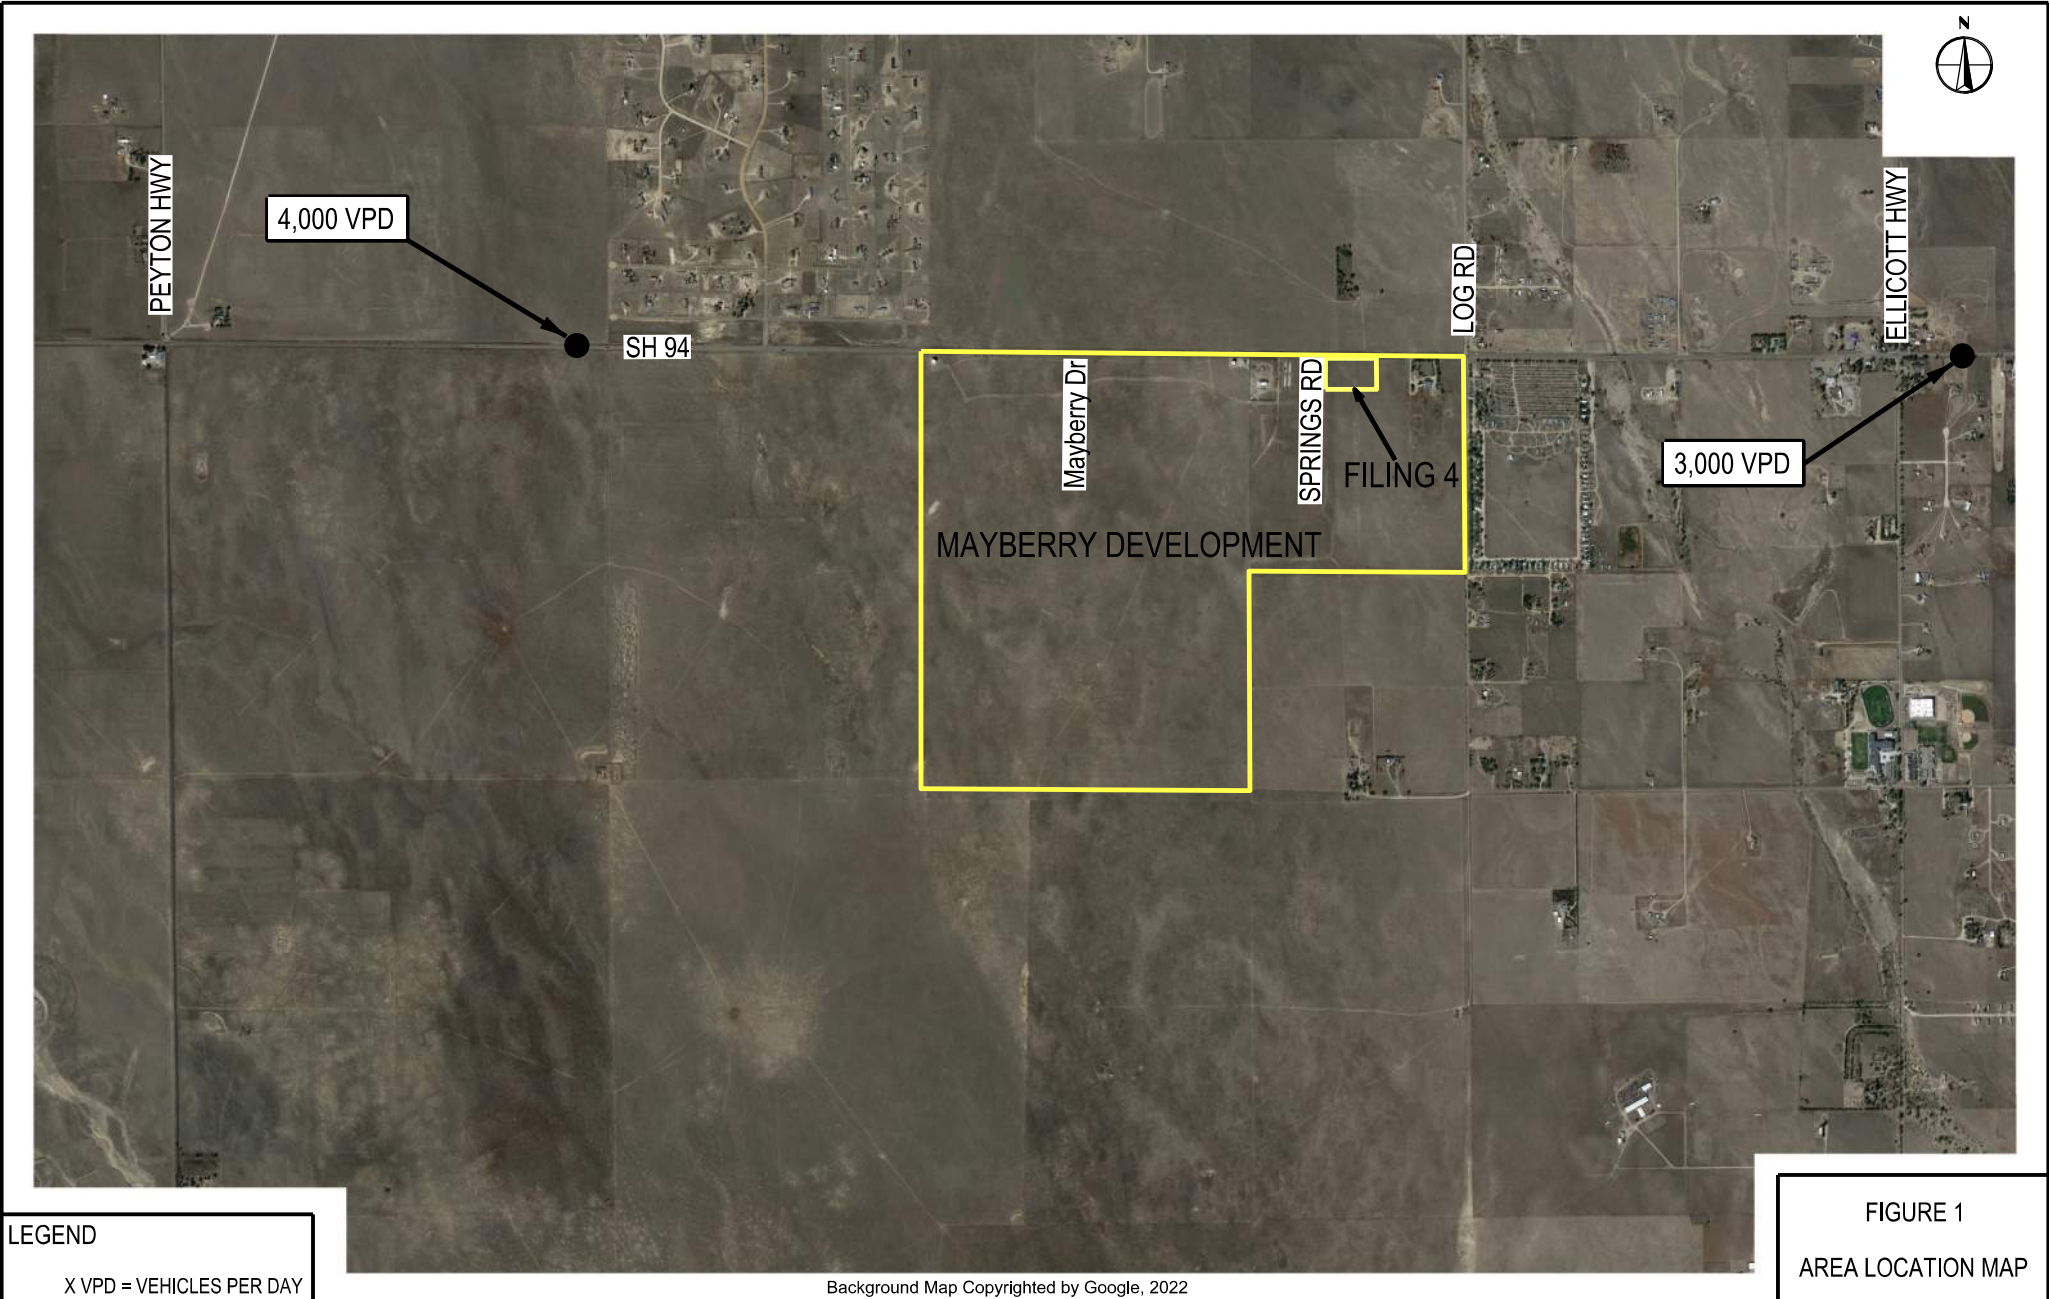 N
PEYTON HWY
4,000 VPD
SH 94
Mayberry Dr
SPRINGS RD
FILING 4
LOG RD
ELLICOTT HWY
3,000 VPD
MAYBERRY DEVELOPMENT
LEGEND
X VPD = VEHICLES PER DAY
Background Map Copyrighted by Google, 2022
FIGURE 1
AREA LOCATION MAP